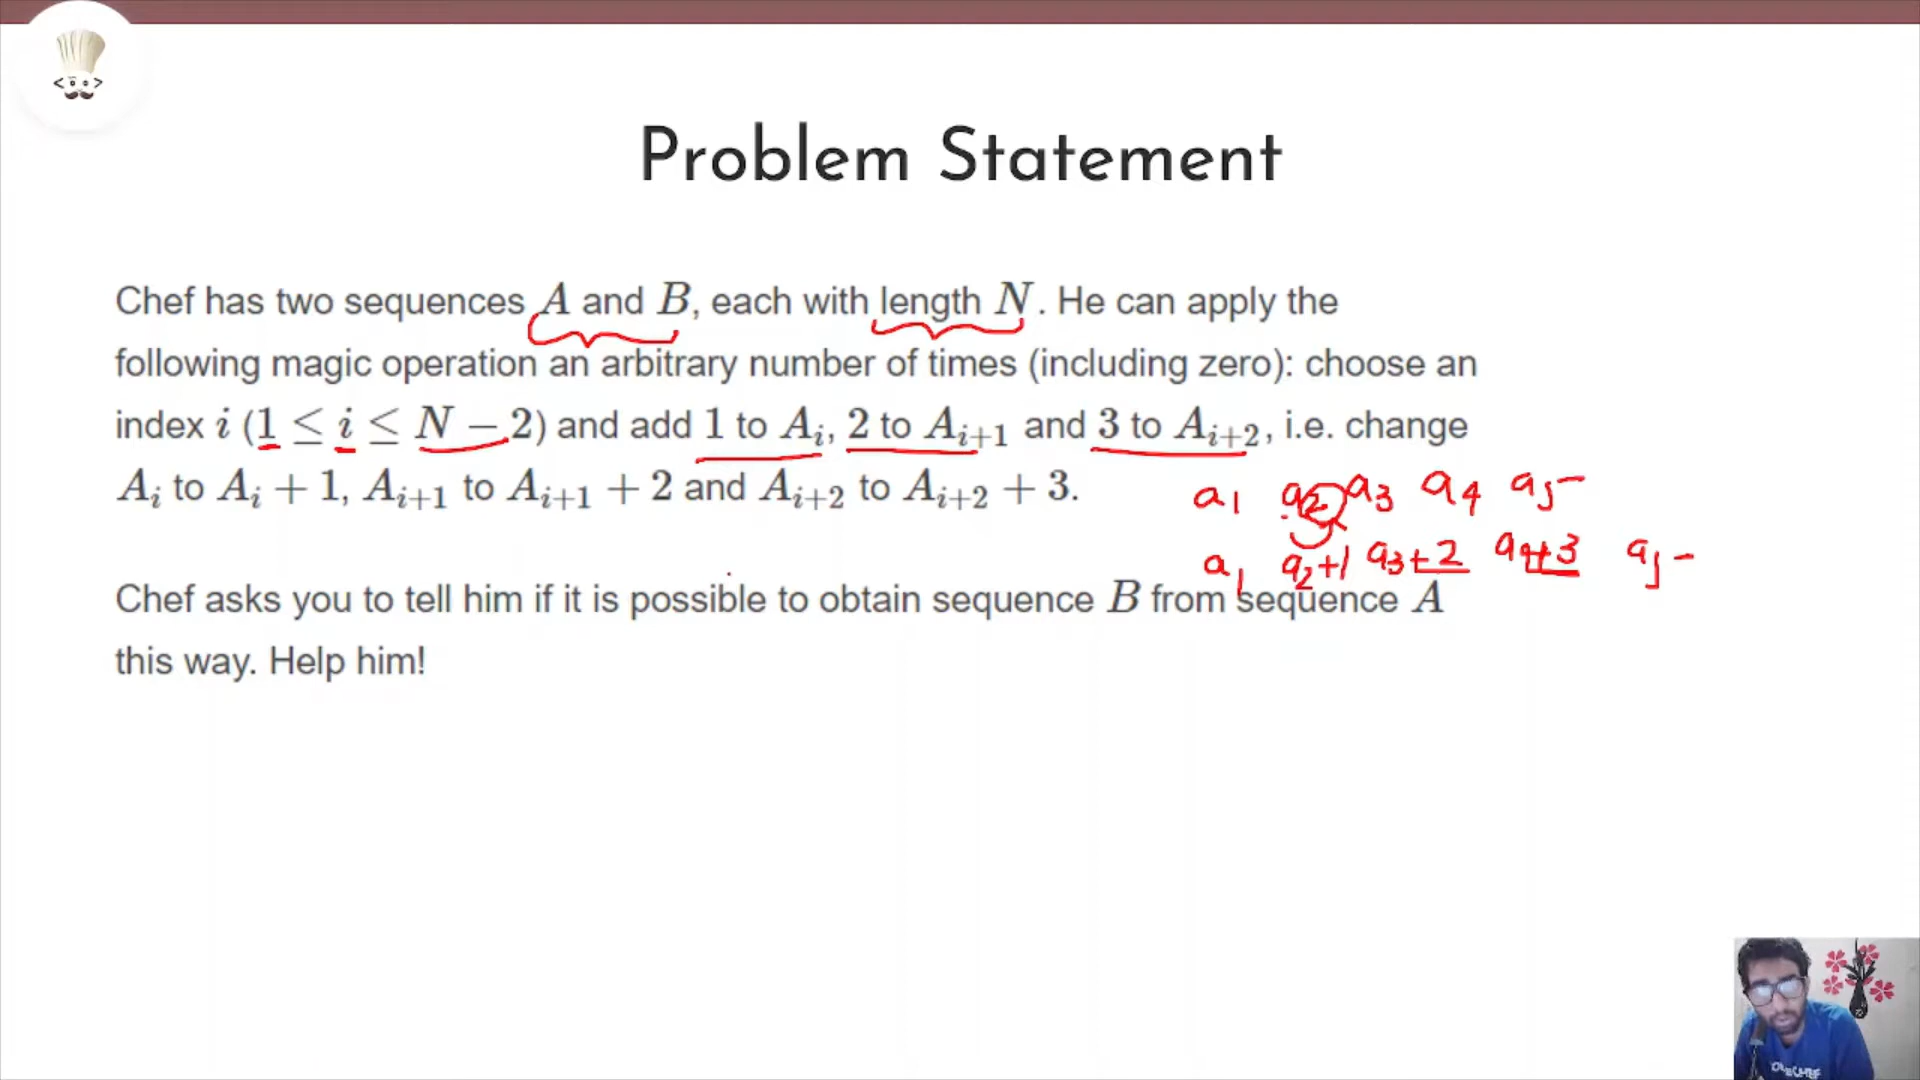 Problem Statement
Chef has two sequences A and B, each with length N. He can apply the
following magic operation an arbitrary number of times (including zero): choose an
index i (1 ≤ i ≤ N − 2) and add 1 to A_i, 2 to A_{i+1} and 3 to A_{i+2}, i.e. change
A_i to A_i + 1, A_{i+1} to A_{i+1} + 2 and A_{i+2} to A_{i+2} + 3.
a1 a2 a3 a4 a5
a1 a2+1 a3+2 a4+3 a5
Chef asks you to tell him if it is possible to obtain sequence B from sequence A
this way. Help him!